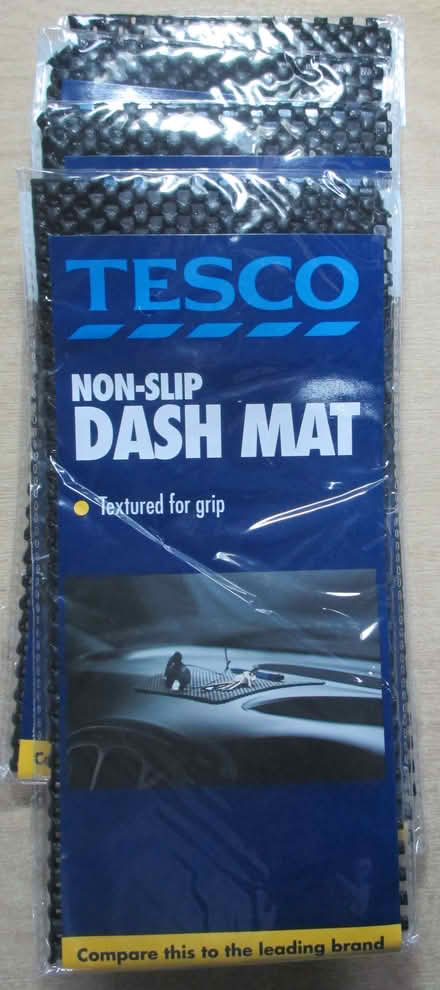 TESCO
NON-SLIP
DASH MAT
Textured for grip
Compare this to the leading brand